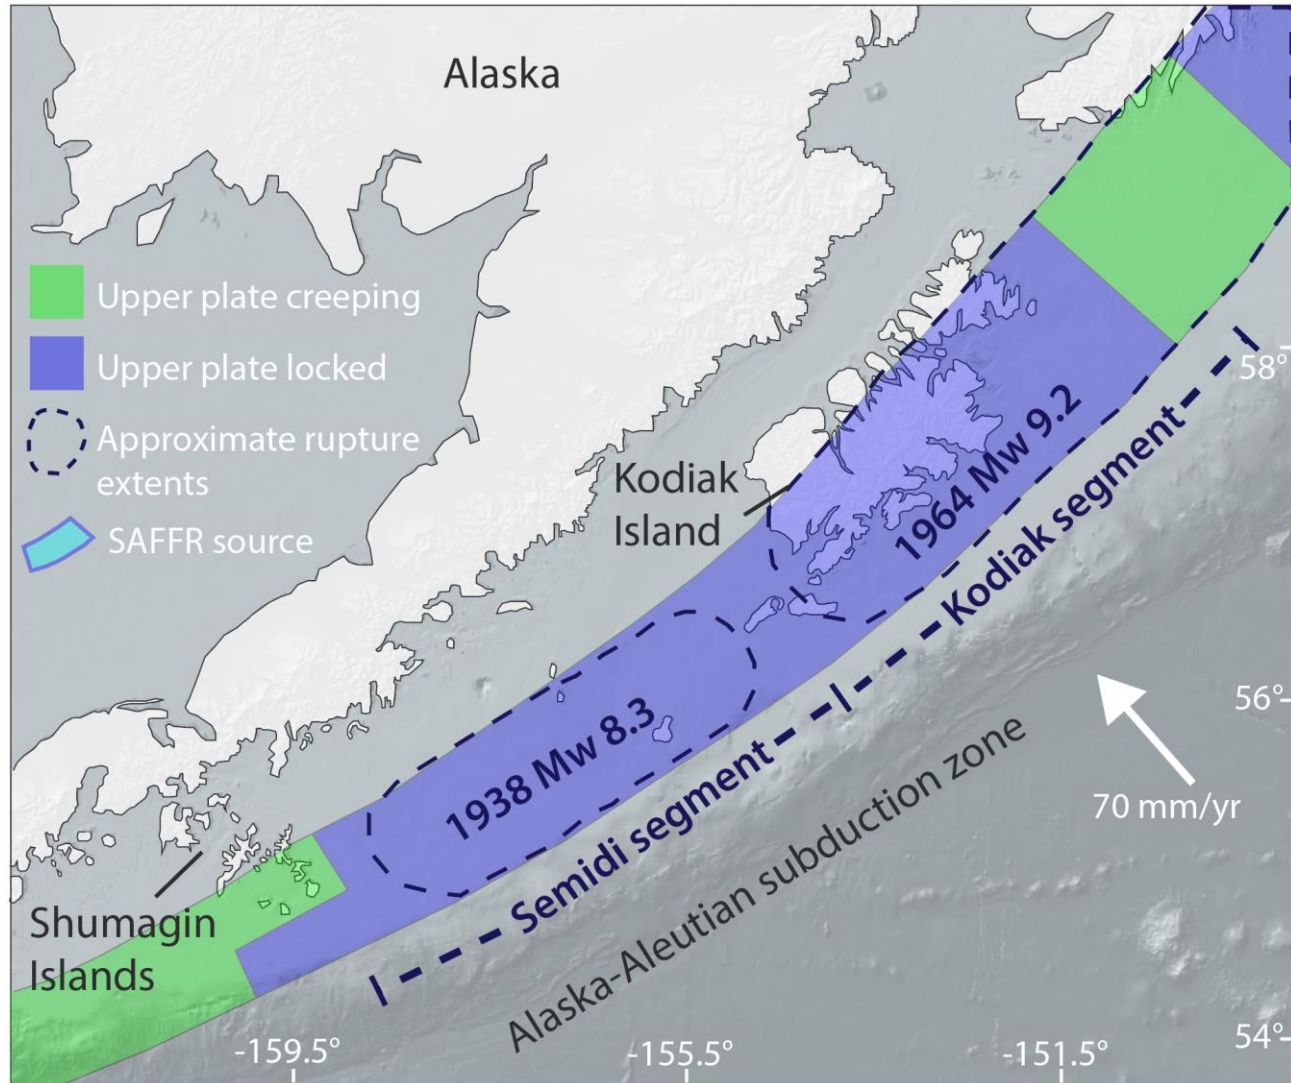 Alaska
Upper plate creeping
Upper plate locked
Approximate rupture
extents
SAFFR source
Kodiak
Island
1964 Mw 9.2
Kodiak segment
58°
1938 Mw 8.3
Semidi segment
56°
Alaska-Aleutian subduction zone
70 mm/yr
Shumagin
Islands
-159.5°
-155.5°
-151.5°
54°